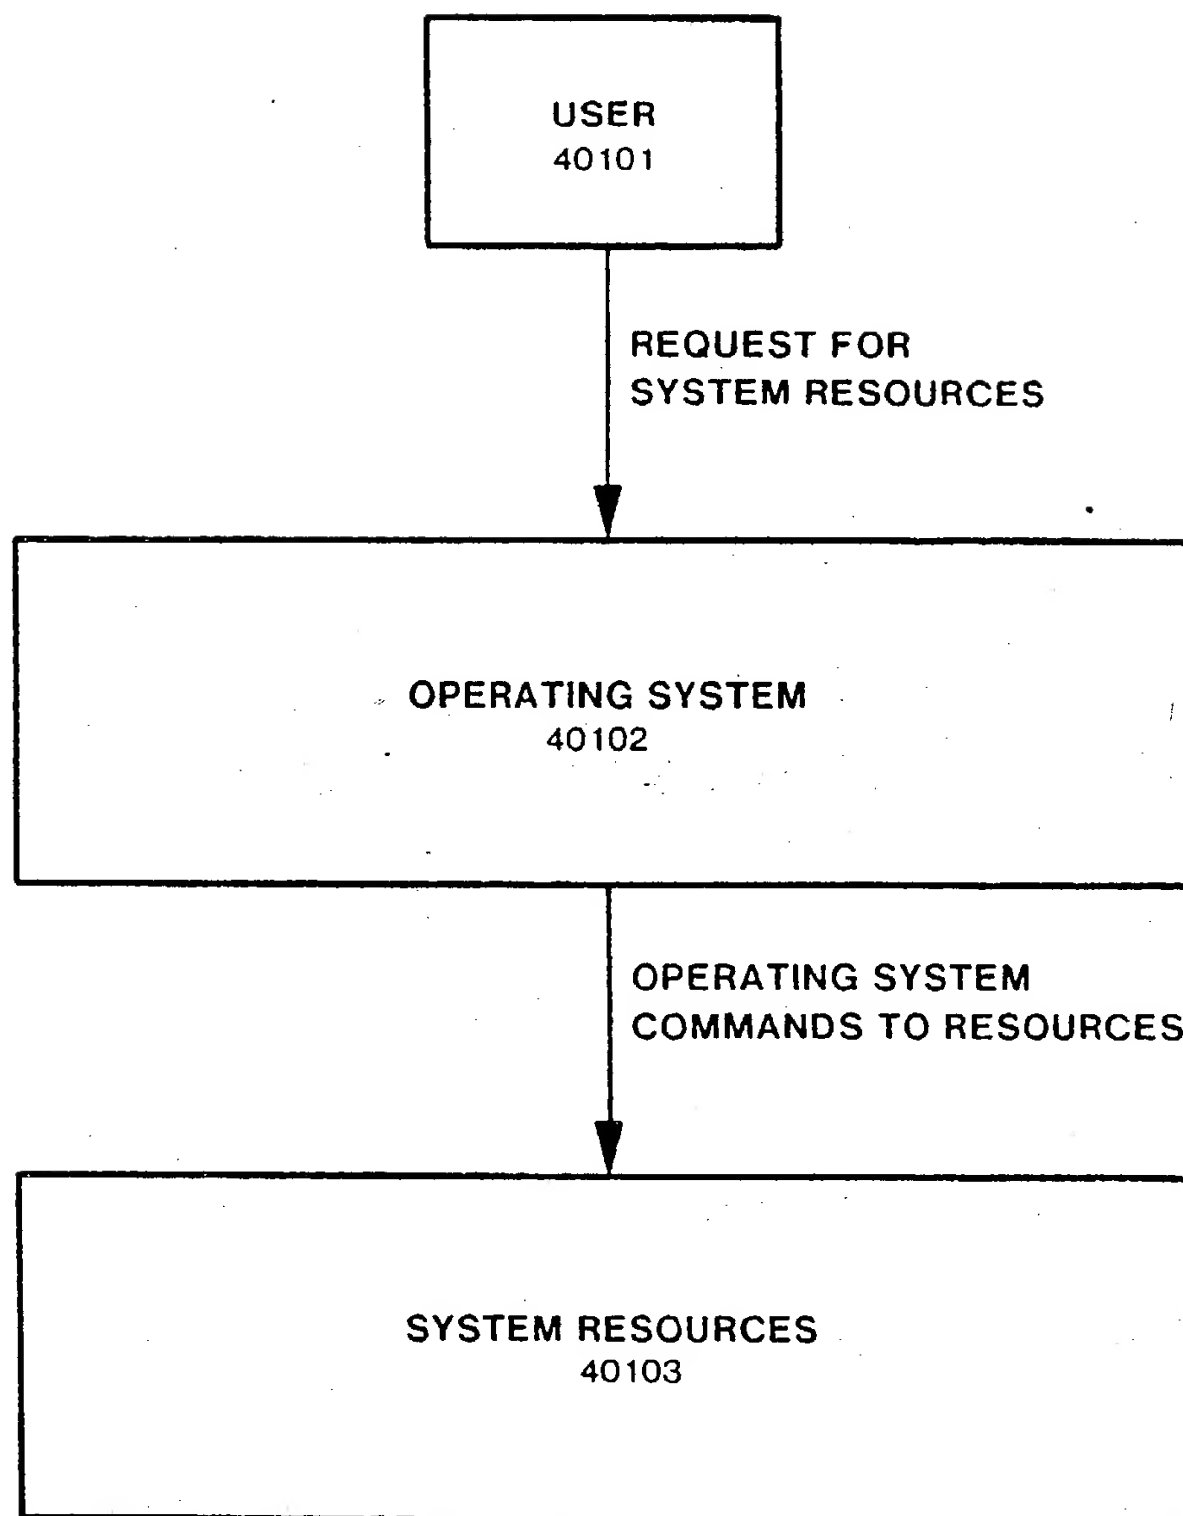 USER
40101
REQUEST FOR
SYSTEM RESOURCES
OPERATING SYSTEM
40102
OPERATING SYSTEM
COMMANDS TO RESOURCES
SYSTEM RESOURCES
40103